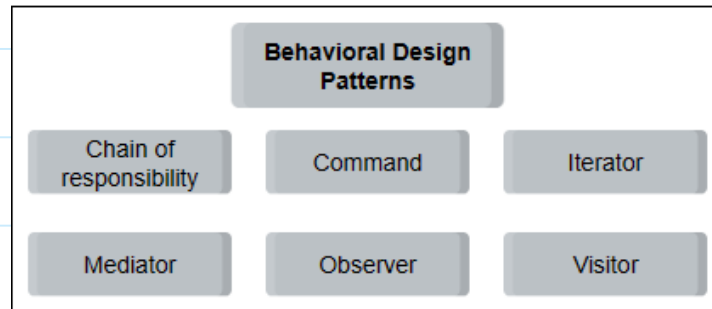 Behavioral Design
Patterns
Chain of
responsibility
Command
Iterator
Mediator
Observer
Visitor